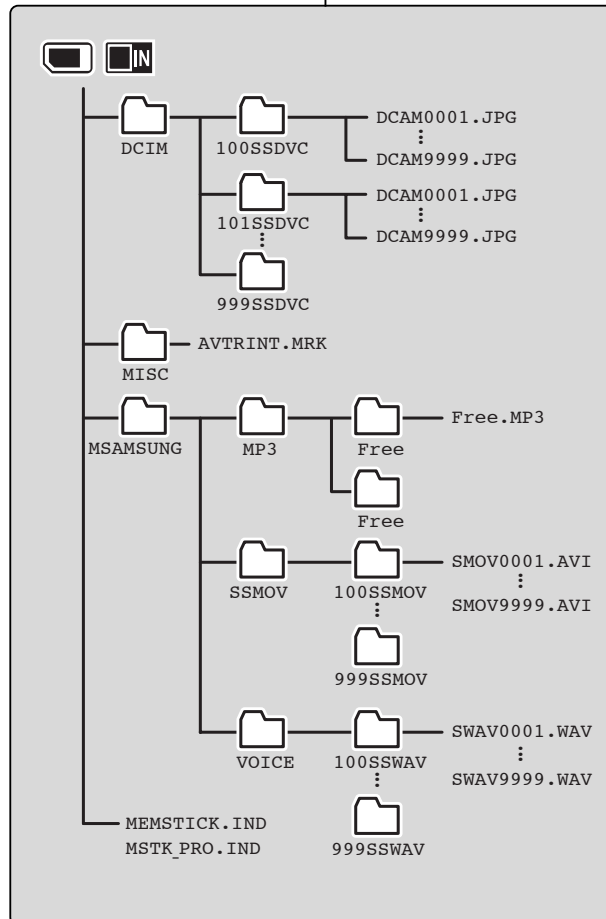 IN
DCIM
100SSDVC
DCAM0001.JPG
DCAM9999.JPG
101SSDVC
DCAM0001.JPG
DCAM9999.JPG
999SSDVC
MISC
AVTRINT.MRK
MSAMSUNG
MP3
Free
Free.MP3
Free
SSMOV
100SSMOV
SMOV0001.AVI
SMOV9999.AVI
999SSMOV
VOICE
100SSWAV
SWAV0001.WAV
SWAV9999.WAV
999SSWAV
MEMSTICK.IND
MSTK_PRO.IND